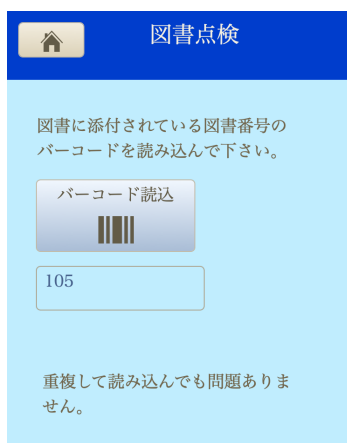 図書点検
図書に添付されている図書番号の
バーコードを読み込んで下さい。
バーコード読込
105
重複して読み込んでも問題ありま
せん。